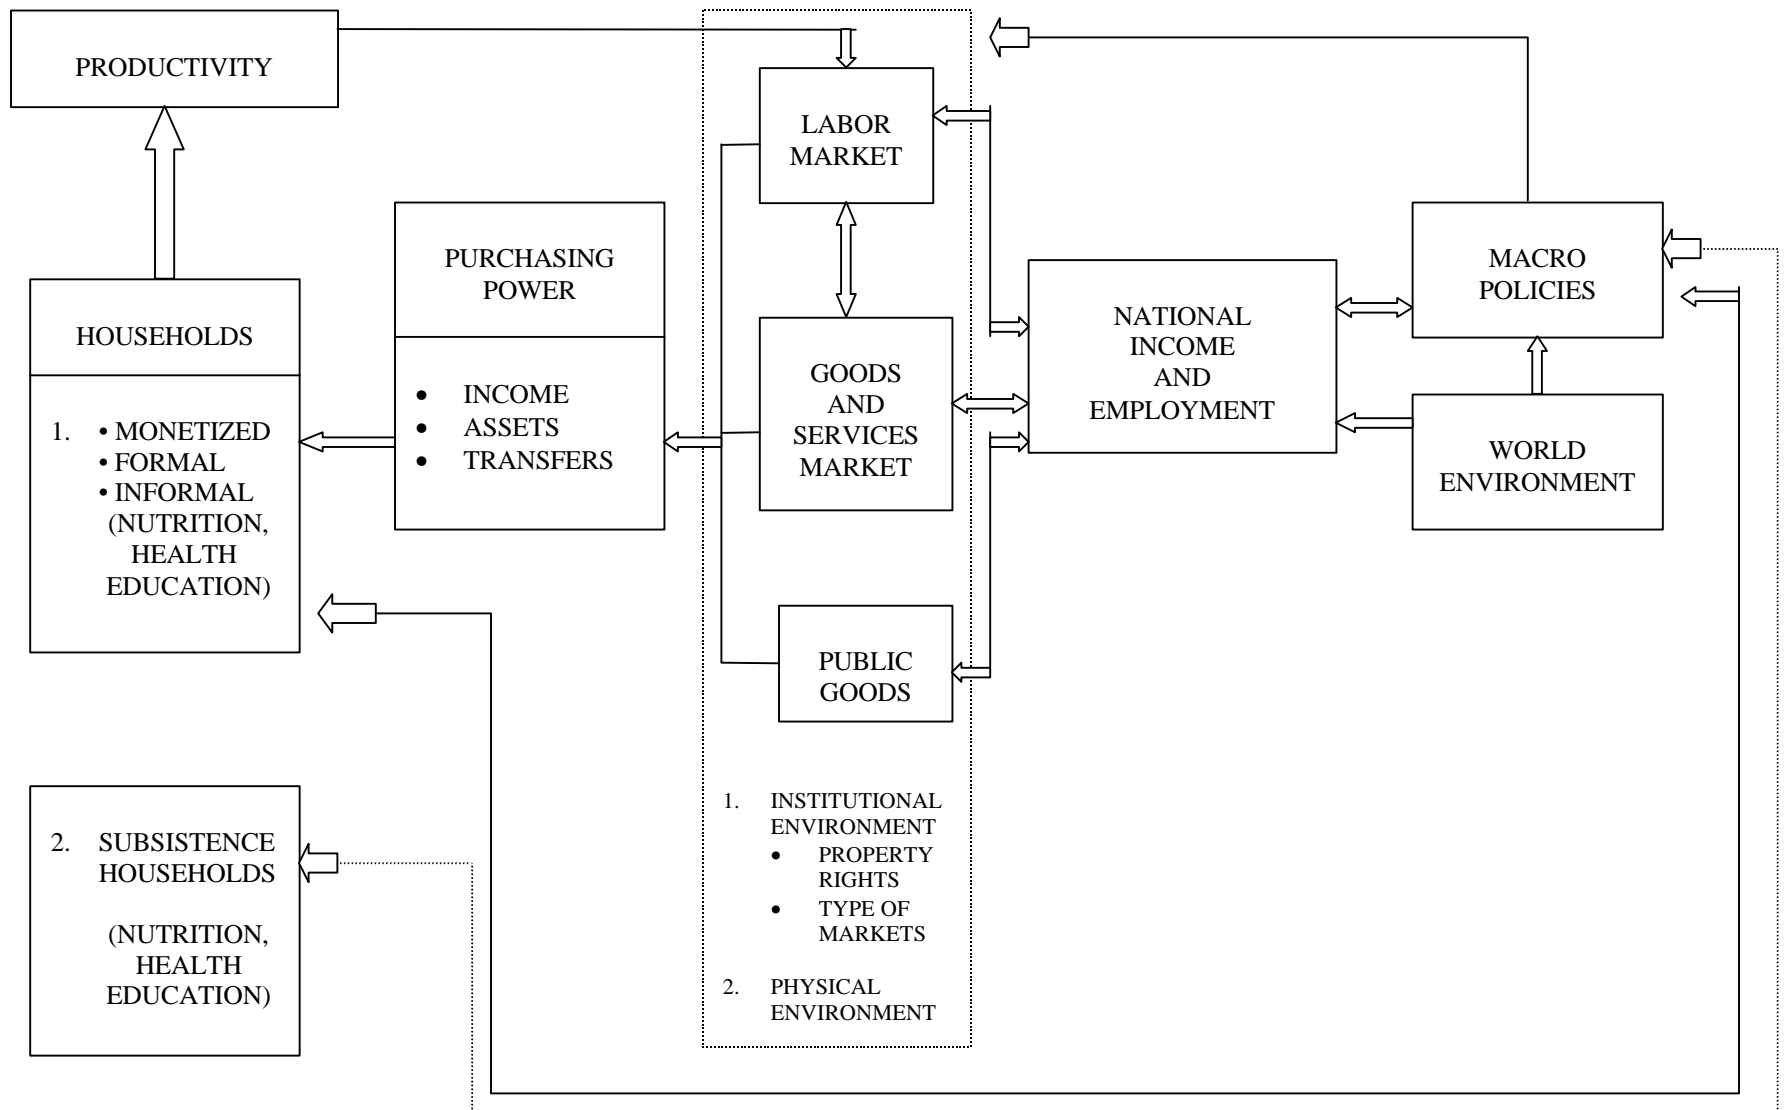 PRODUCTIVITY
HOUSEHOLDS
1. • MONETIZED
• FORMAL
• INFORMAL
(NUTRITION,
HEALTH
EDUCATION)
2. SUBSISTENCE
HOUSEHOLDS
(NUTRITION,
HEALTH
EDUCATION)
PURCHASING
POWER
• INCOME
• ASSETS
• TRANSFERS
LABOR
MARKET
GOODS
AND
SERVICES
MARKET
PUBLIC
GOODS
1. INSTITUTIONAL
ENVIRONMENT
• PROPERTY
RIGHTS
• TYPE OF
MARKETS
2. PHYSICAL
ENVIRONMENT
NATIONAL
INCOME
AND
EMPLOYMENT
MACRO
POLICIES
WORLD
ENVIRONMENT